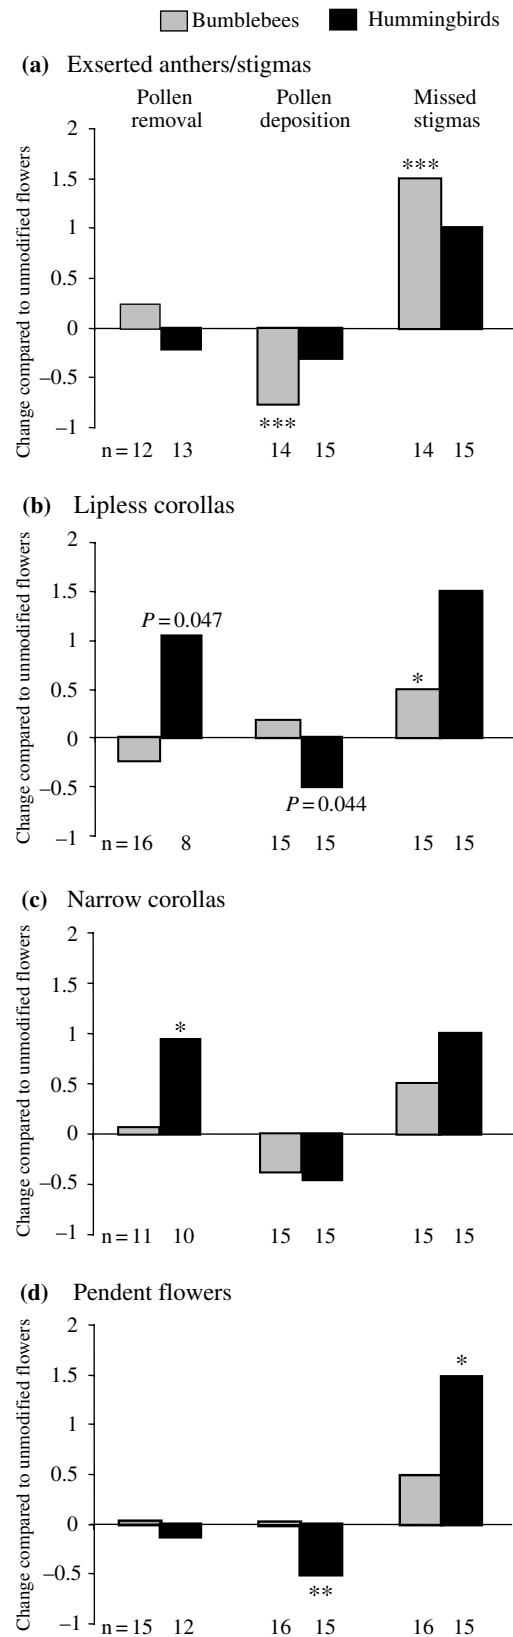 Bumblebees Hummingbirds
(a) Exserted anthers/stigmas
Pollen removal
Pollen deposition
Missed stigmas
Change compared to unmodified flowers
2
1.5
1
0.5
0
–0.5
–1
***
***
n = 12 13 14 15 14 15
(b) Lipless corollas
Change compared to unmodified flowers
2
1.5
1
0.5
0
–0.5
–1
P = 0.047
*
P = 0.044
n = 16 8 15 15 15 15
(c) Narrow corollas
Change compared to unmodified flowers
2
1.5
1
0.5
0
–0.5
–1
*
n = 11 10 15 15 15 15
(d) Pendent flowers
Change compared to unmodified flowers
2
1.5
1
0.5
0
–0.5
–1
*
**
n = 15 12 16 15 16 15